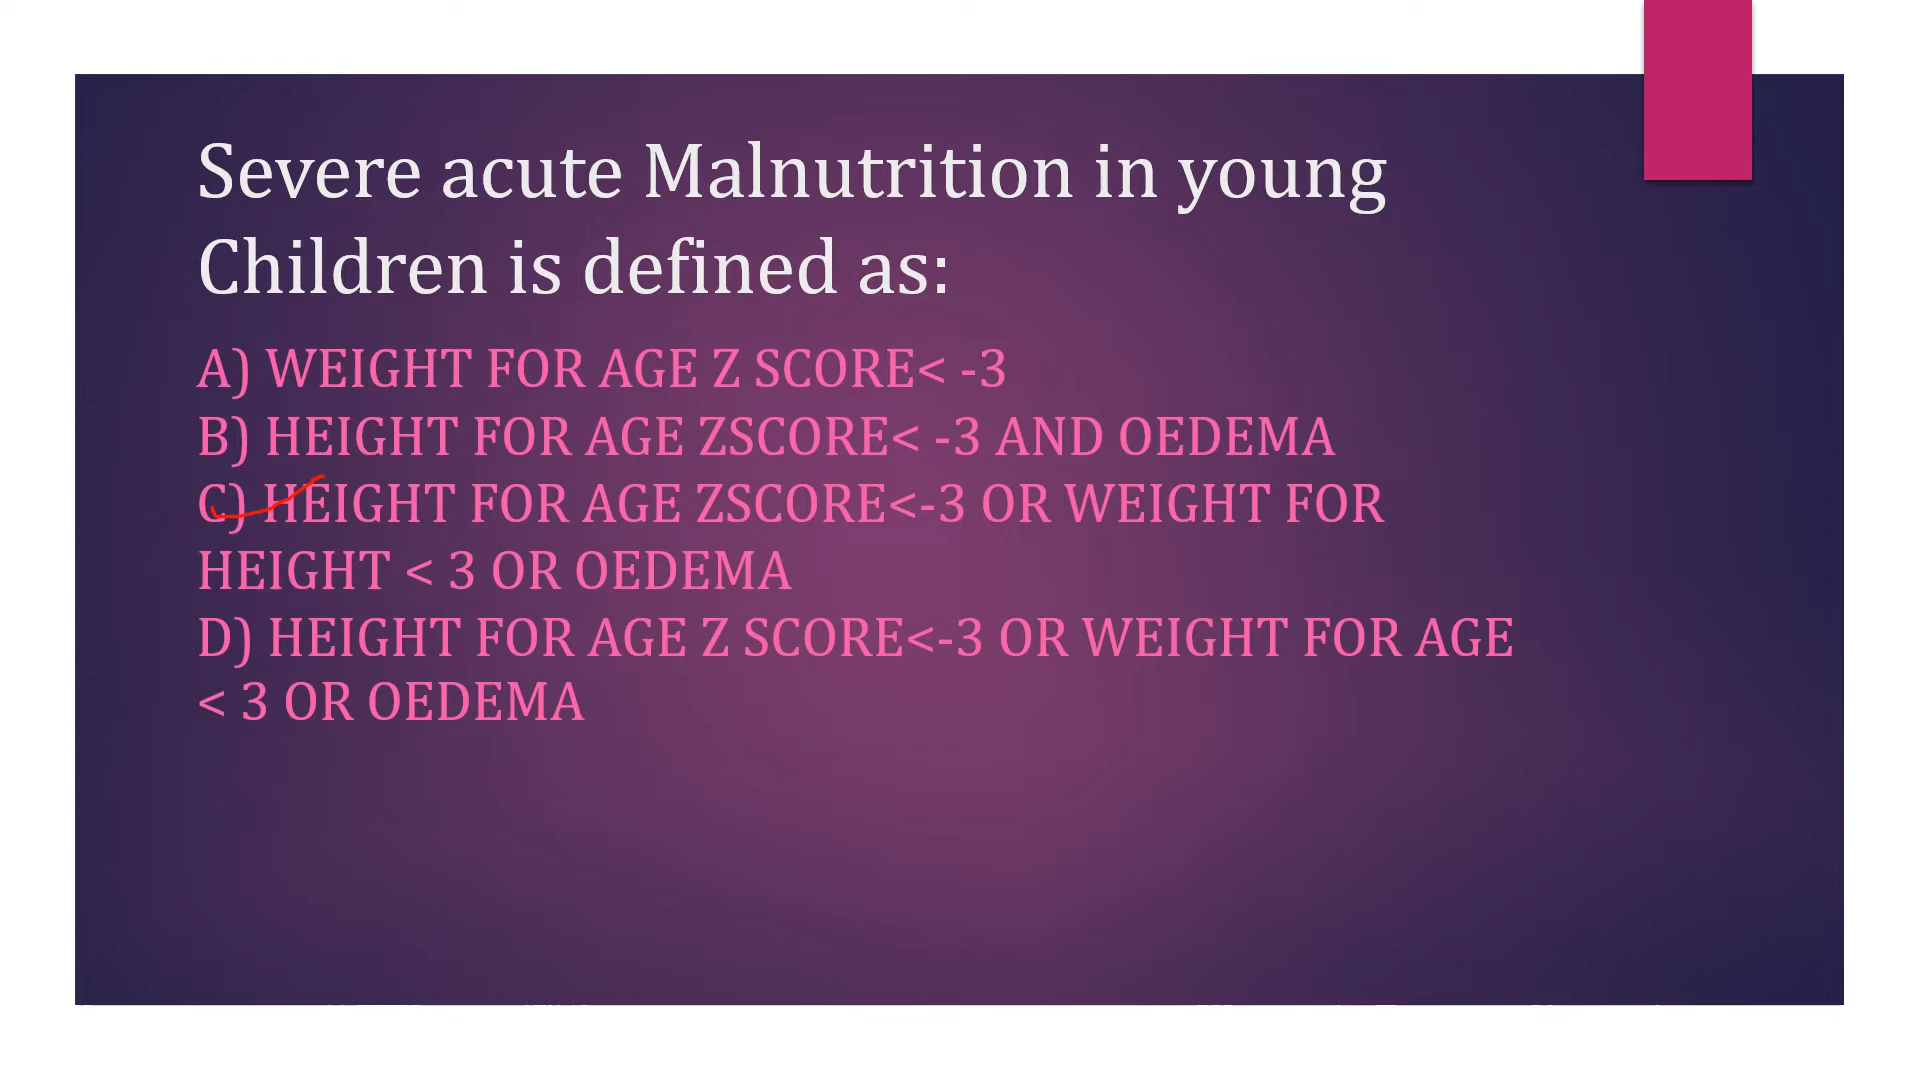 Severe acute Malnutrition in young
Children is defined as:
A) WEIGHT FOR AGE Z SCORE< -3
B) HEIGHT FOR AGE ZSCORE< -3 AND OEDEMA
C) HEIGHT FOR AGE ZSCORE<-3 OR WEIGHT FOR
HEIGHT < 3 OR OEDEMA
D) HEIGHT FOR AGE Z SCORE<-3 OR WEIGHT FOR AGE
< 3 OR OEDEMA